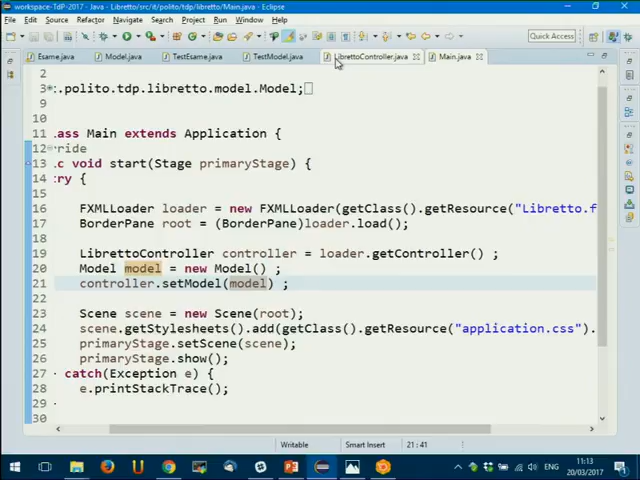 workspace-TdP-2017 - Java - Libretto/src/it/polito/tdp/libretto/Main.java - Eclipse
File Edit Source Refactor Navigate Search Project Run Window Help
Quick Access
Esame.java Model.java TestEsame.java TestModel.java LibrettoController.java Main.java
2
3 :.polito.tdp.libretto.model.Model;
10
11 ass Main extends Application {
12 ride
13 c void start(Stage primaryStage) {
14 ry {
15
16 FXMLLoader loader = new FXMLLoader(getClass().getResource("Libretto.f
17 BorderPane root = (BorderPane)loader.load();
18
19 LibrettoController controller = loader.getController() ;
20 Model model = new Model() ;
21 controller.setModel(model) ;
22
23 Scene scene = new Scene(root);
24 scene.getStylesheets().add(getClass().getResource("application.css").
25 primaryStage.setScene(scene);
26 primaryStage.show();
27 catch(Exception e) {
28 e.printStackTrace();
29
30
Writable Smart Insert 21 : 41
ENG 11:13
20/03/2017